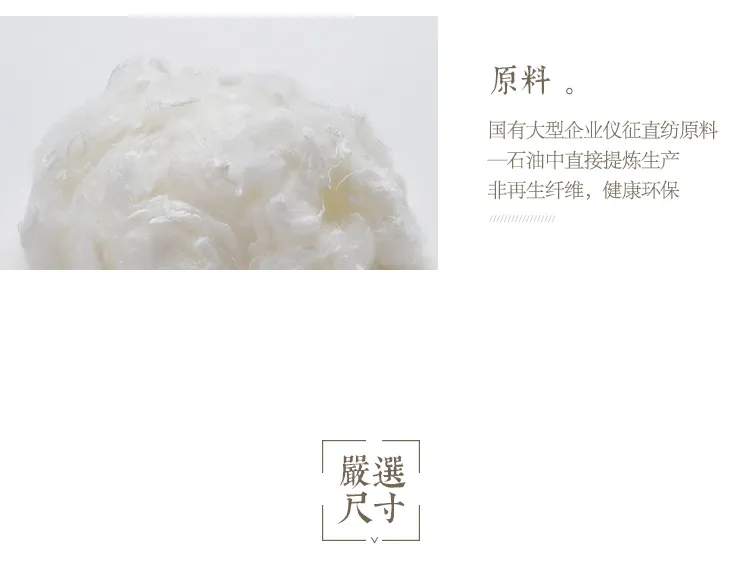 原料 。
国有大型企业仪征直纺原料
—石油中直接提炼生产
非再生纤维，健康环保
嚴選
尺寸